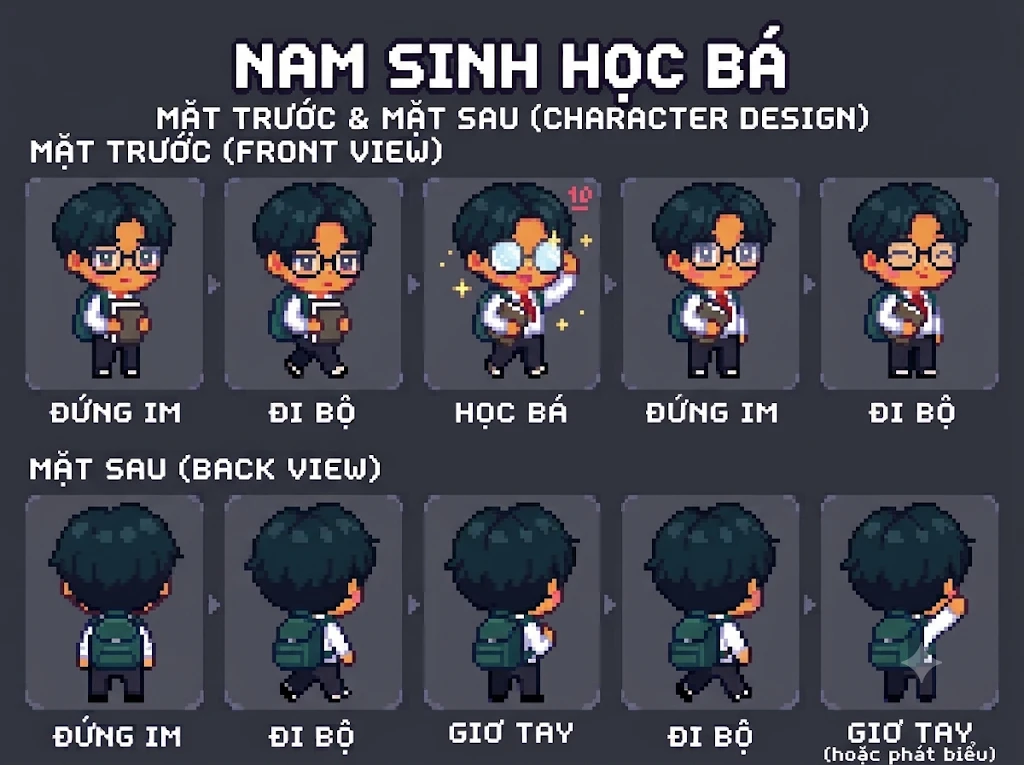 NAM SINH HỌC BÁ
MẶT TRƯỚC & MẶT SAU (CHARACTER DESIGN)
MẶT TRƯỚC (FRONT VIEW)
10
ĐỨNG IM ĐI BỘ HỌC BÁ ĐỨNG IM ĐI BỘ
MẶT SAU (BACK VIEW)
ĐỨNG IM ĐI BỘ GIƠ TAY ĐI BỘ GIƠ TAY
(hoặc phát biểu)